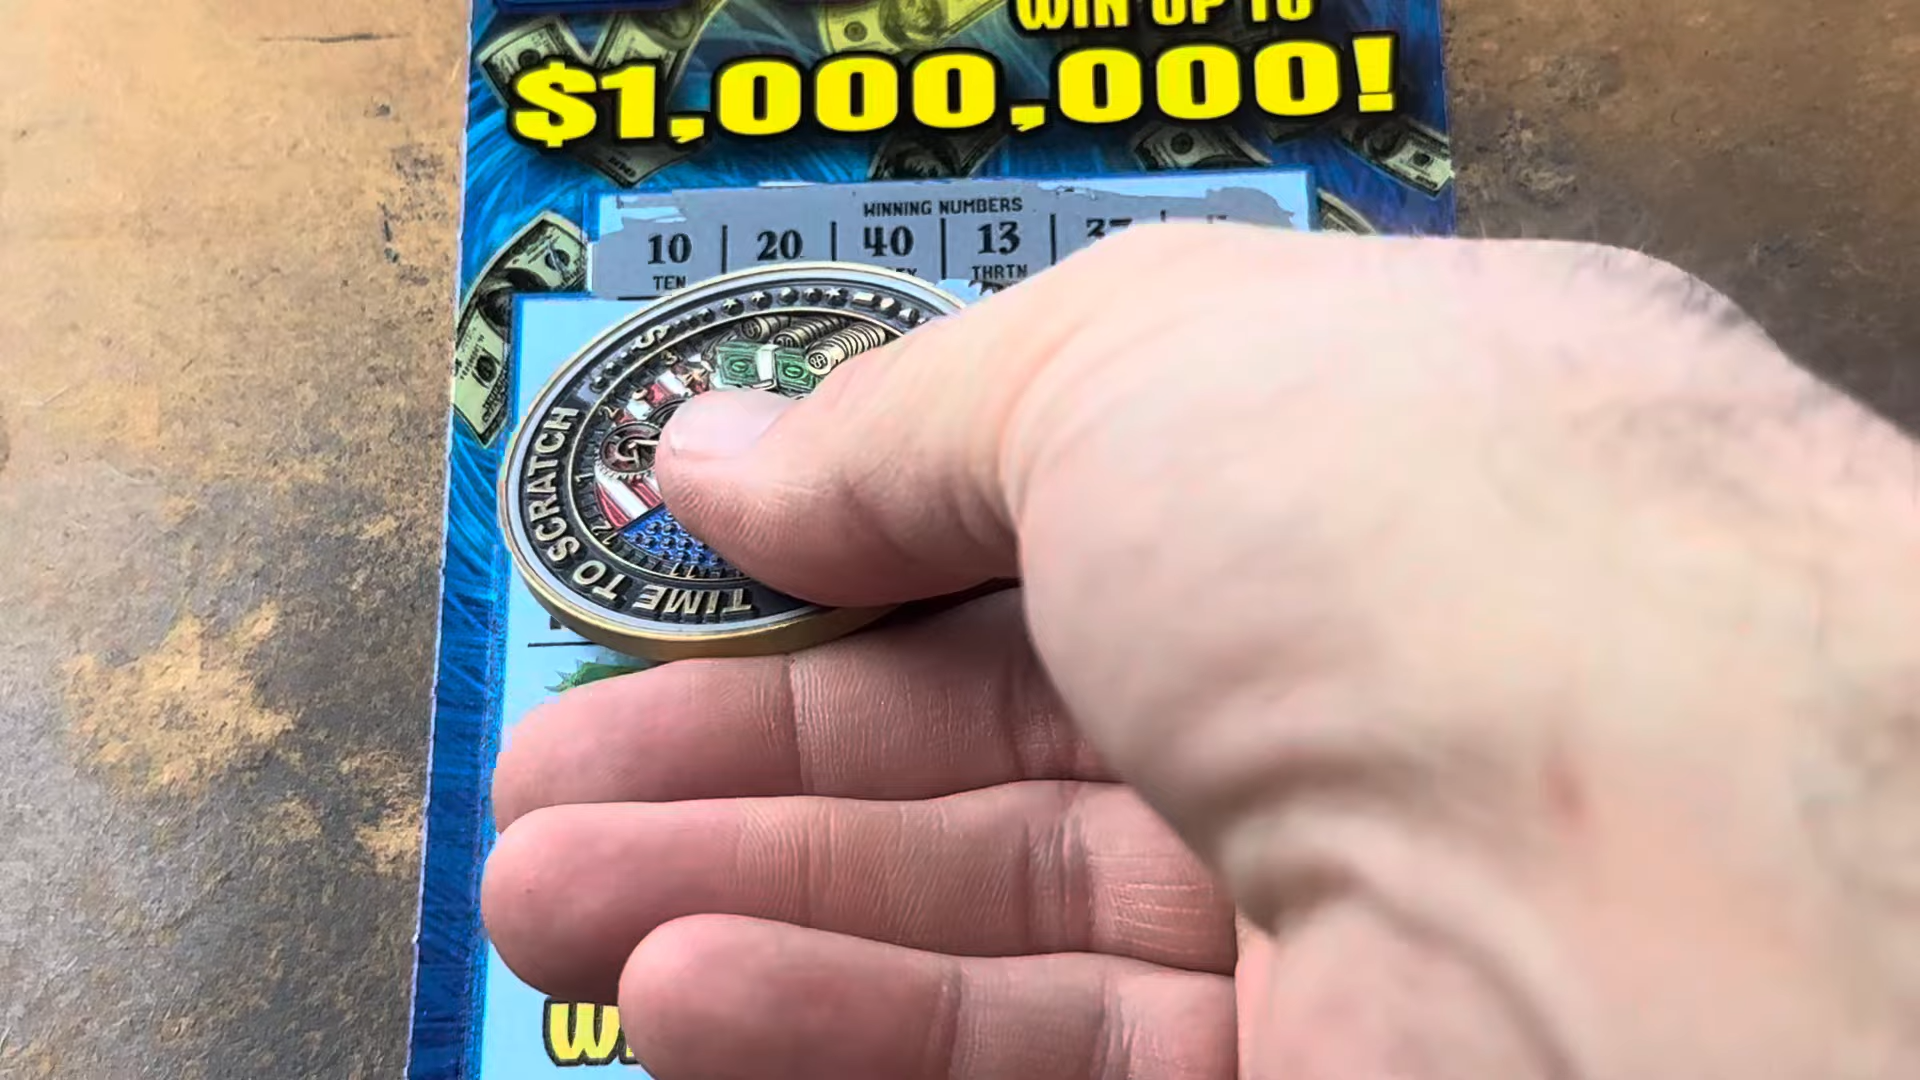 WIN UP TO
$1,000,000!
WINNING NUMBERS
10 20 40 13
TEN THRTN
TIME TO SCRATCH